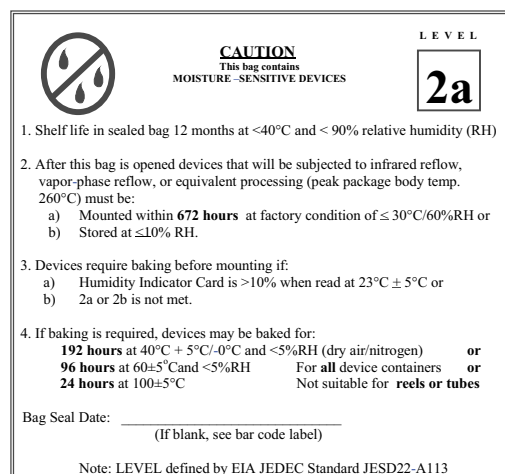 LEVEL
CAUTION
This bag contains
MOISTURE –SENSITIVE DEVICES
2a
1. Shelf life in sealed bag 12 months at <40°C and < 90% relative humidity (RH)
2. After this bag is opened devices that will be subjected to infrared reflow,
vapor-phase reflow, or equivalent processing (peak package body temp.
260°C) must be:
a) Mounted within 672 hours at factory condition of ≤ 30°C/60%RH or
b) Stored at ≤10% RH.
3. Devices require baking before mounting if:
a) Humidity Indicator Card is >10% when read at 23°C ± 5°C or
b) 2a or 2b is not met.
4. If baking is required, devices may be baked for:
192 hours at 40°C + 5°C/-0°C and <5%RH (dry air/nitrogen) or
96 hours at 60±5°Cand <5%RH For all device containers or
24 hours at 100±5°C Not suitable for reels or tubes
Bag Seal Date: ______________________________
(If blank, see bar code label)
Note: LEVEL defined by EIA JEDEC Standard JESD22-A113